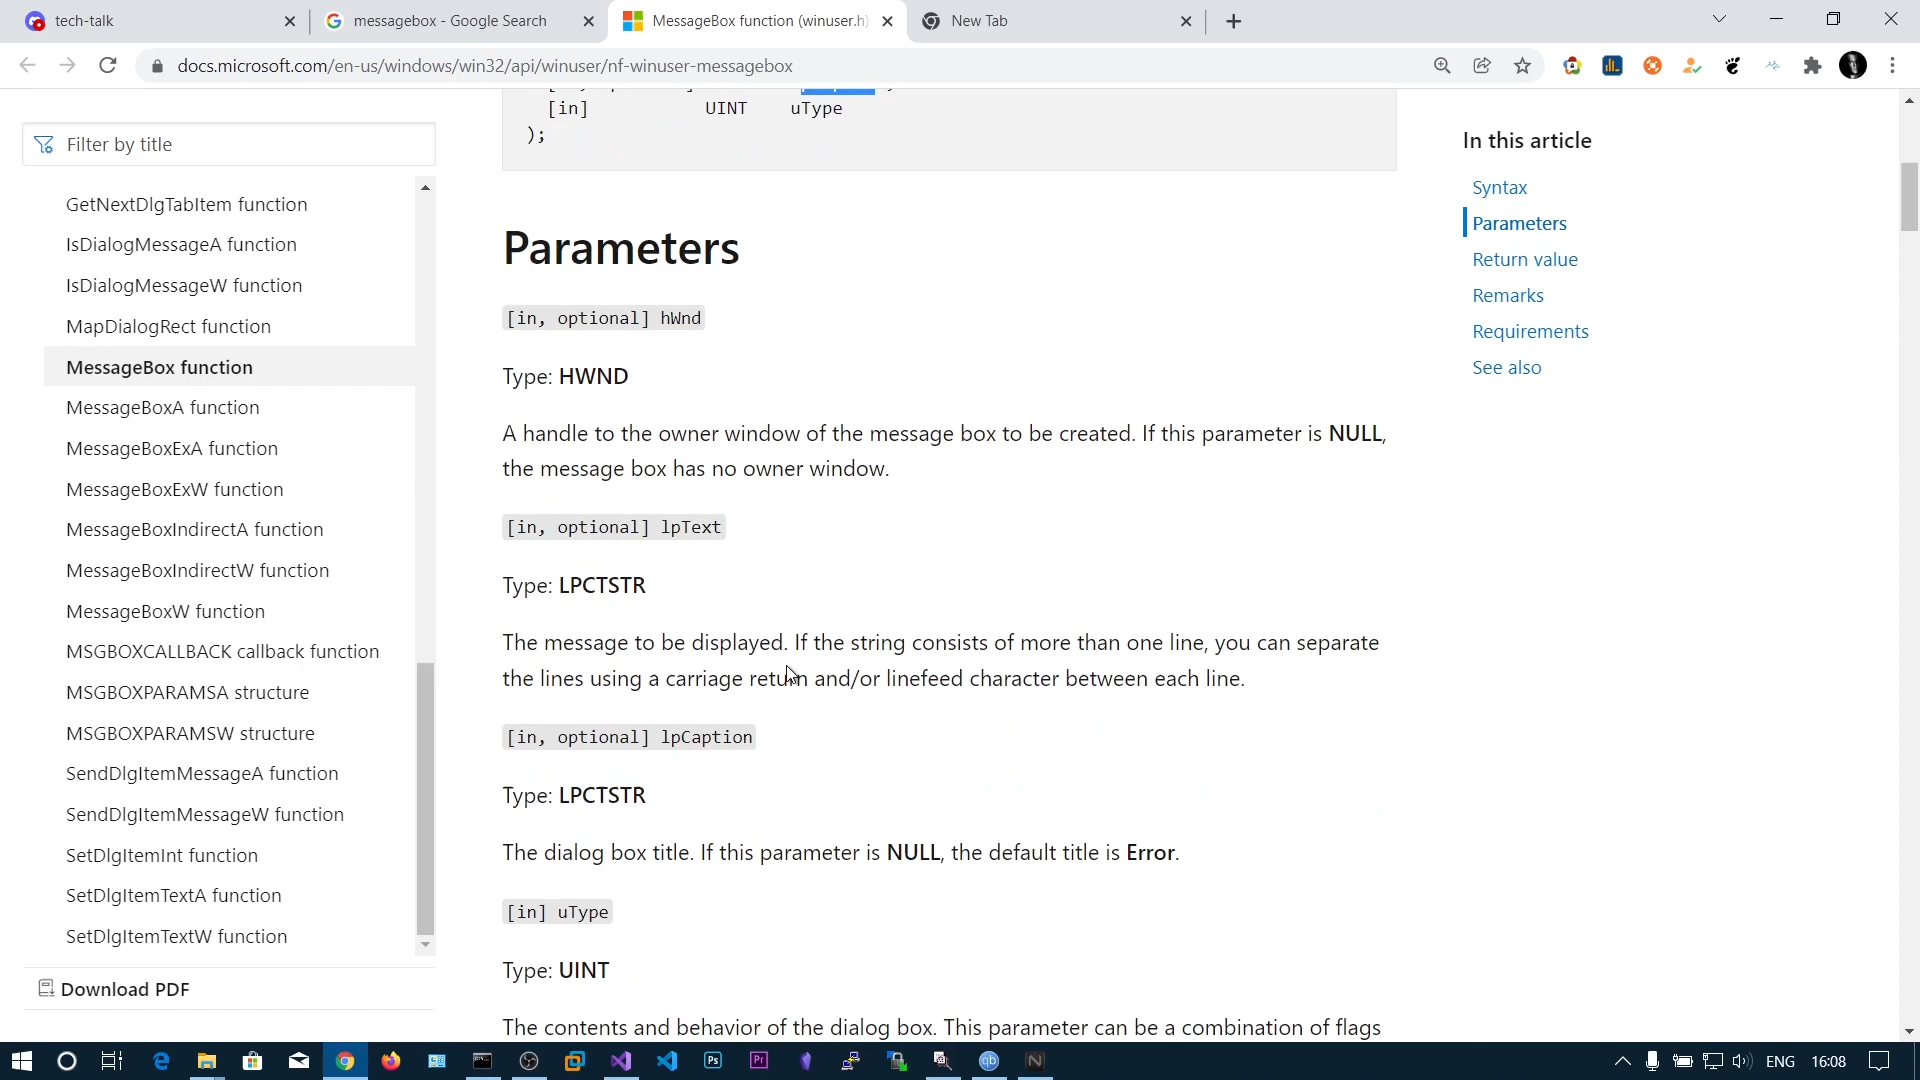 tech-talk
messagebox - Google Search
MessageBox function (winuser.h)
New Tab
docs.microsoft.com/en-us/windows/win32/api/winuser/nf-winuser-messagebox
Filter by title
GetNextDlgTabItem function
IsDialogMessageA function
IsDialogMessageW function
MapDialogRect function
MessageBox function
MessageBoxA function
MessageBoxExA function
MessageBoxExW function
MessageBoxIndirectA function
MessageBoxIndirectW function
MessageBoxW function
MSGBOXCALLBACK callback function
MSGBOXPARAMSA structure
MSGBOXPARAMSW structure
SendDlgItemMessageA function
SendDlgItemMessageW function
SetDlgItemInt function
SetDlgItemTextA function
SetDlgItemTextW function
Download PDF
[in] UINT uType
);
Parameters
[in, optional] hWnd
Type: HWND
A handle to the owner window of the message box to be created. If this parameter is NULL,
the message box has no owner window.
[in, optional] lpText
Type: LPCTSTR
The message to be displayed. If the string consists of more than one line, you can separate
the lines using a carriage return and/or linefeed character between each line.
[in, optional] lpCaption
Type: LPCTSTR
The dialog box title. If this parameter is NULL, the default title is Error.
[in] uType
Type: UINT
The contents and behavior of the dialog box. This parameter can be a combination of flags
In this article
Syntax
Parameters
Return value
Remarks
Requirements
See also
Ps
Pr
qb
N
ENG
16:08